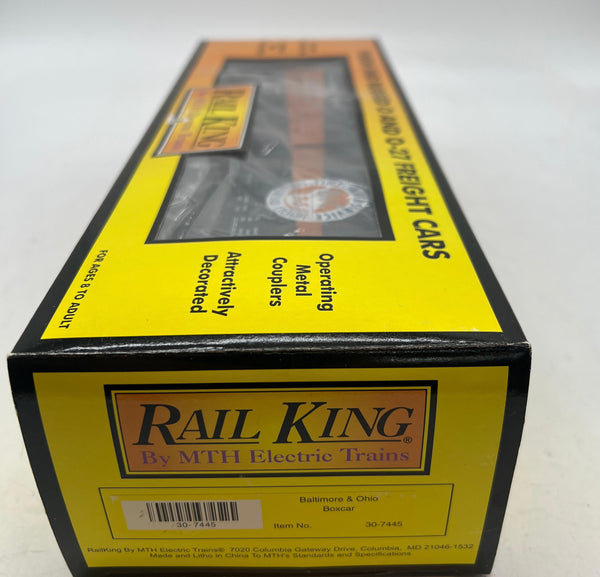 RAIL KING
AND O-27 FREIGHT CARS
Operating
Metal
Couplers
Attractively
Decorated
FOR AGES 8 TO ADULT
RAIL KING®
By MTH Electric Trains
30-7445
Baltimore & Ohio
Boxcar
Item No. 30-7445
RailKing By MTH Electric Trains® 7020 Columbia Gateway Drive, Columbia, MD 21046-1532
Made and Litho in China To MTH's Standards and Specifications